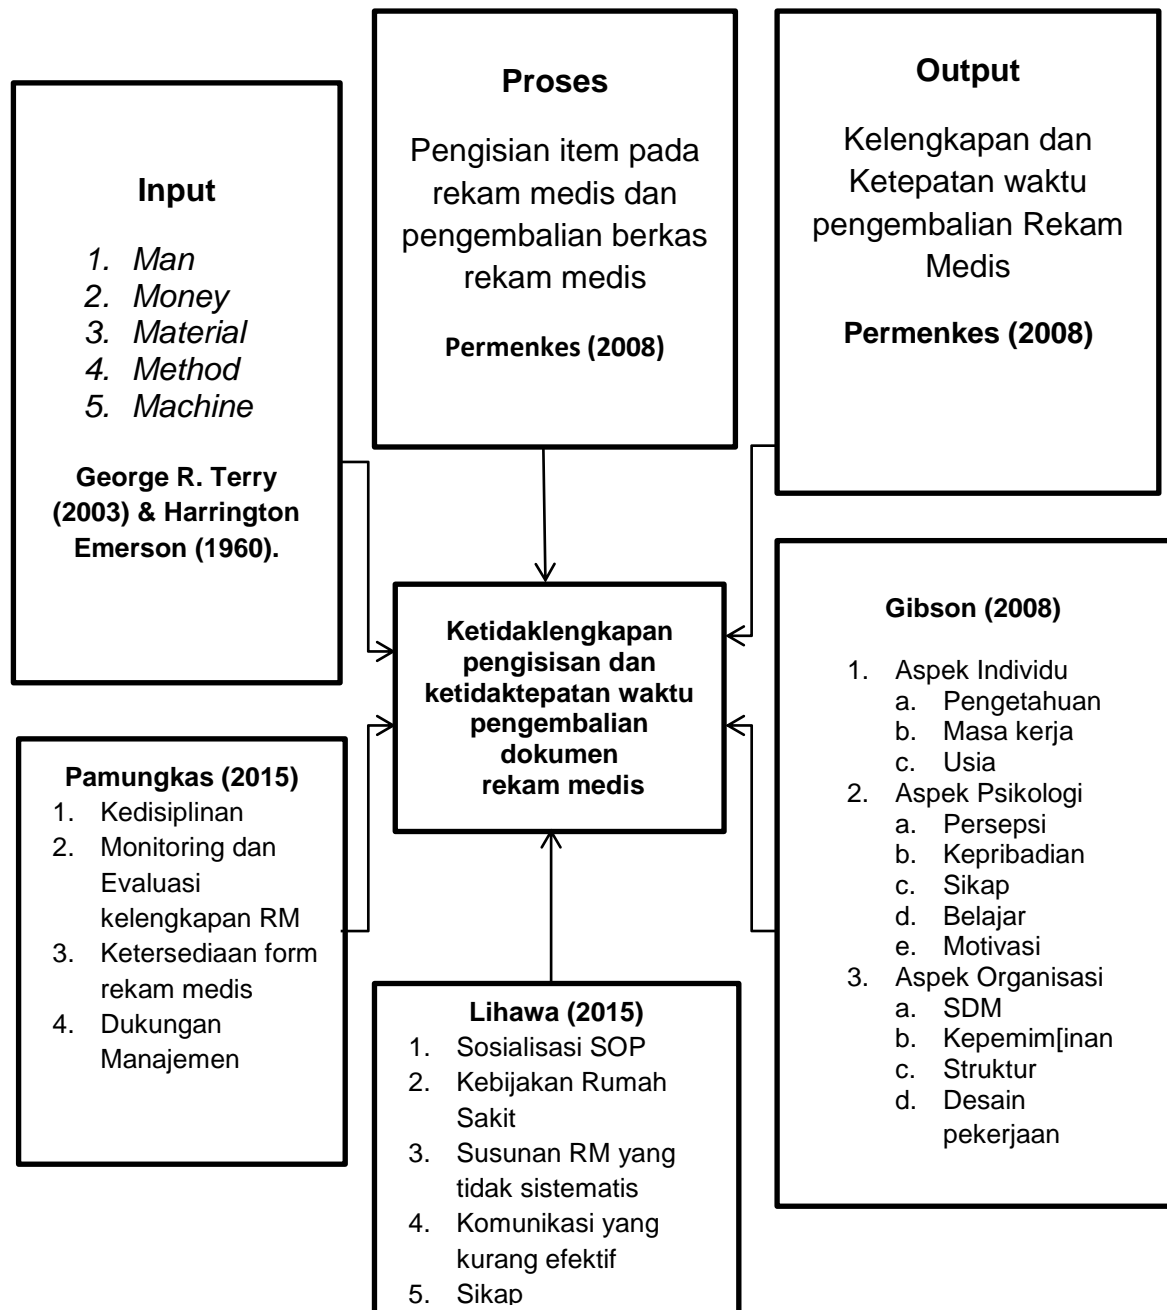 Input
1. Man
2. Money
3. Material
4. Method
5. Machine
George R. Terry
(2003) & Harrington
Emerson (1960).
Proses
Pengisian item pada
rekam medis dan
pengembalian berkas
rekam medis
Permenkes (2008)
Output
Kelengkapan dan
Ketepatan waktu
pengembalian Rekam
Medis
Permenkes (2008)
Ketidaklengkapan
pengisisan dan
ketidaktepatan waktu
pengembalian
dokumen
rekam medis
Gibson (2008)
1. Aspek Individu
a. Pengetahuan
b. Masa kerja
c. Usia
2. Aspek Psikologi
a. Persepsi
b. Kepribadian
c. Sikap
d. Belajar
e. Motivasi
3. Aspek Organisasi
a. SDM
b. Kepemim[inan
c. Struktur
d. Desain
pekerjaan
Pamungkas (2015)
1. Kedisiplinan
2. Monitoring dan
Evaluasi
kelengkapan RM
3. Ketersediaan form
rekam medis
4. Dukungan
Manajemen
Lihawa (2015)
1. Sosialisasi SOP
2. Kebijakan Rumah
Sakit
3. Susunan RM yang
tidak sistematis
4. Komunikasi yang
kurang efektif
5. Sikap